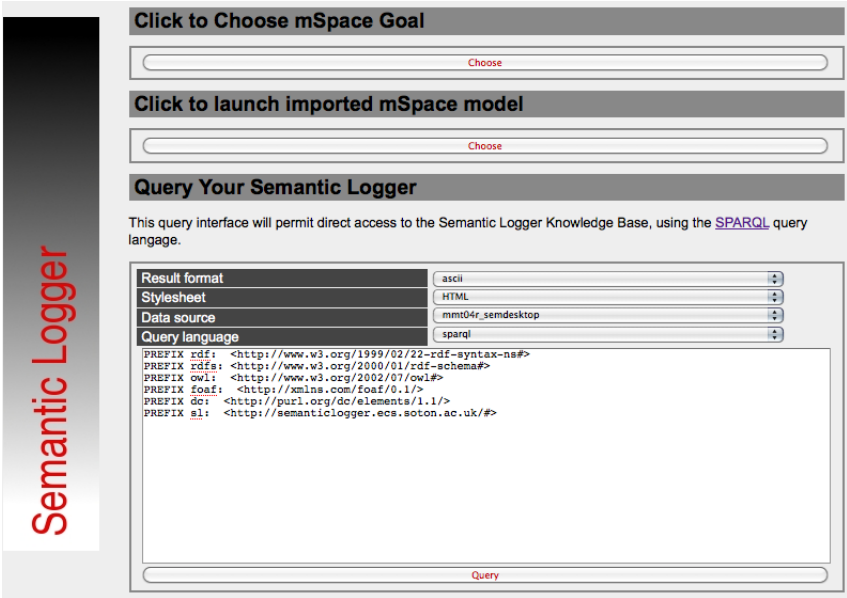 Semantic Logger
Click to Choose mSpace Goal
Choose
Click to launch imported mSpace model
Choose
Query Your Semantic Logger
This query interface will permit direct access to the Semantic Logger Knowledge Base, using the SPARQL query
langage.
Result format ascii
Stylesheet HTML
Data source mmt04r_semdesktop
Query language sparql
PREFIX rdf: <http://www.w3.org/1999/02/22-rdf-syntax-ns#>
PREFIX rdfs: <http://www.w3.org/2000/01/rdf-schema#>
PREFIX owl: <http://www.w3.org/2002/07/owl#>
PREFIX foaf: <http://xmlns.com/foaf/0.1/>
PREFIX dc: <http://purl.org/dc/elements/1.1/>
PREFIX sl: <http://semanticlogger.ecs.soton.ac.uk/#>
Query